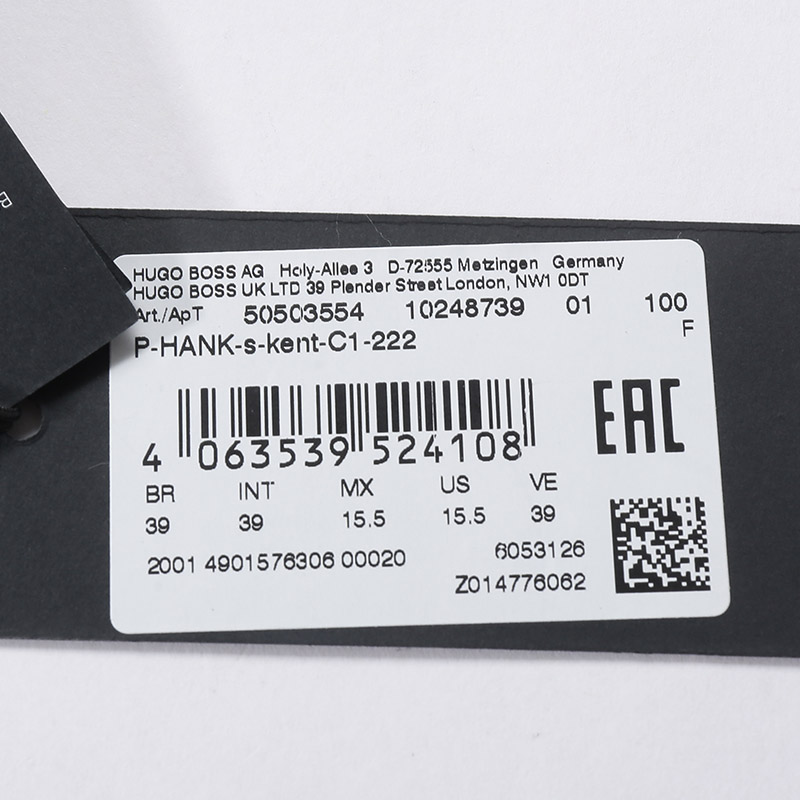 R
HUGO BOSS AG Holy-Allee 3 D-72555 Metzingen Germany
HUGO BOSS UK LTD 39 Plender Street London, NW1 0DT
Art./ApT 50503554 10248739 01 100
F
P-HANK-s-kent-C1-222
EAC
4 063539 524108
BR INT MX US VE
39 39 15.5 15.5 39
2001 4901576306 00020 6053126
Z014776062